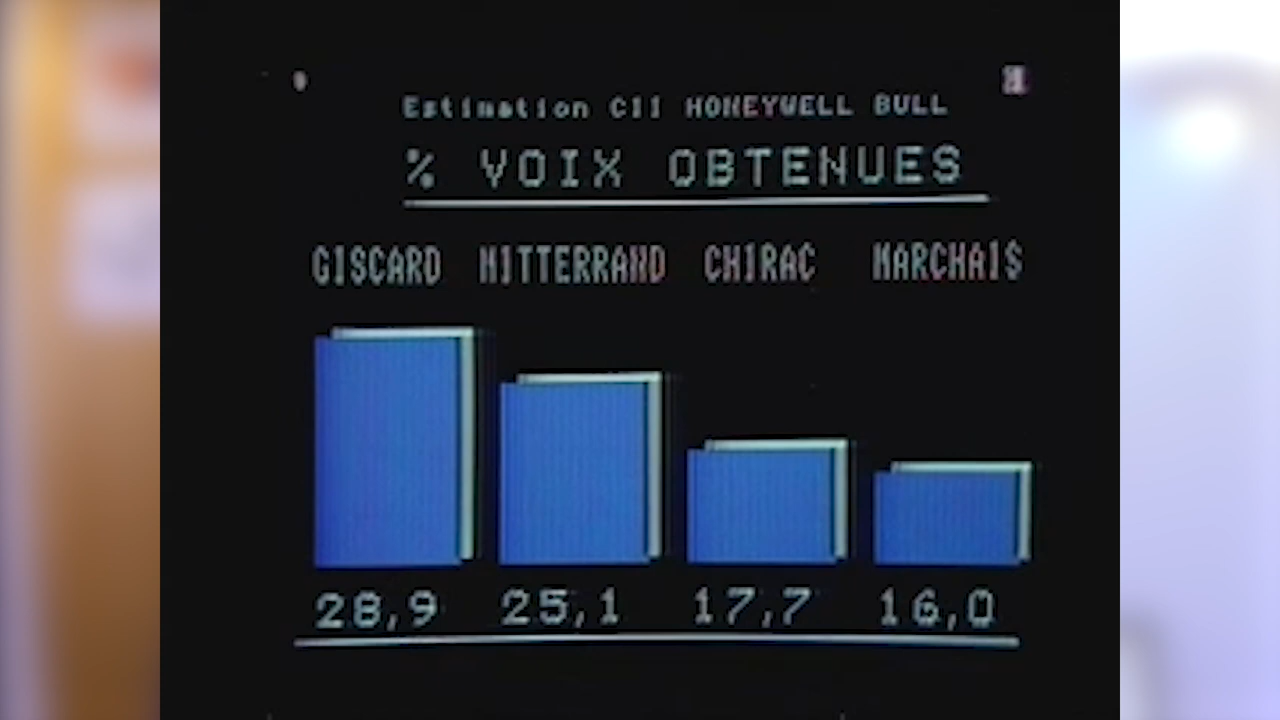 Estimation CII HONEYWELL BULL
% VOIX OBTENUES
GISCARD MITTERRAND CHIRAC MARCHAIS
28,9 25,1 17,7 16,0